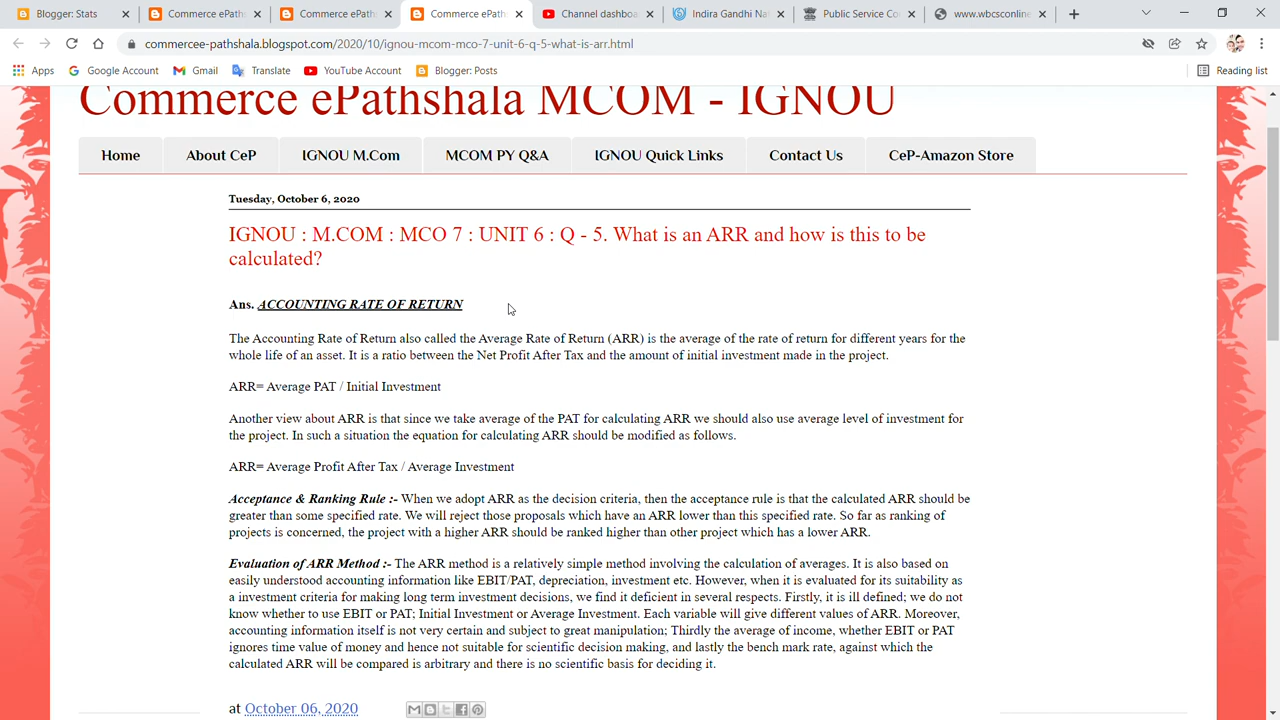 Blogger: Stats
Commerce ePaths
Commerce ePaths
Commerce ePaths
Channel dashboa
Indira Gandhi Nat
Public Service Co
www.wbcsconline
commercee-pathshala.blogspot.com/2020/10/ignou-mcom-mco-7-unit-6-q-5-what-is-arr.html
Apps
Google Account
Gmail
Translate
YouTube Account
Blogger: Posts
Reading list
Commerce ePathshala MCOM - IGNOU
Home
About CeP
IGNOU M.Com
MCOM PY Q&A
IGNOU Quick Links
Contact Us
CeP-Amazon Store
Tuesday, October 6, 2020
IGNOU : M.COM : MCO 7 : UNIT 6 : Q - 5. What is an ARR and how is this to be
calculated?
Ans. ACCOUNTING RATE OF RETURN
The Accounting Rate of Return also called the Average Rate of Return (ARR) is the average of the rate of return for different years for the
whole life of an asset. It is a ratio between the Net Profit After Tax and the amount of initial investment made in the project.
ARR= Average PAT / Initial Investment
Another view about ARR is that since we take average of the PAT for calculating ARR we should also use average level of investment for
the project. In such a situation the equation for calculating ARR should be modified as follows.
ARR= Average Profit After Tax / Average Investment
Acceptance & Ranking Rule :- When we adopt ARR as the decision criteria, then the acceptance rule is that the calculated ARR should be
greater than some specified rate. We will reject those proposals which have an ARR lower than this specified rate. So far as ranking of
projects is concerned, the project with a higher ARR should be ranked higher than other project which has a lower ARR.
Evaluation of ARR Method :- The ARR method is a relatively simple method involving the calculation of averages. It is also based on
easily understood accounting information like EBIT/PAT, depreciation, investment etc. However, when it is evaluated for its suitability as
a investment criteria for making long term investment decisions, we find it deficient in several respects. Firstly, it is ill defined; we do not
know whether to use EBIT or PAT; Initial Investment or Average Investment. Each variable will give different values of ARR. Moreover,
accounting information itself is not very certain and subject to great manipulation; Thirdly the average of income, whether EBIT or PAT
ignores time value of money and hence not suitable for scientific decision making, and lastly the bench mark rate, against which the
calculated ARR will be compared is arbitrary and there is no scientific basis for deciding it.
at October 06, 2020